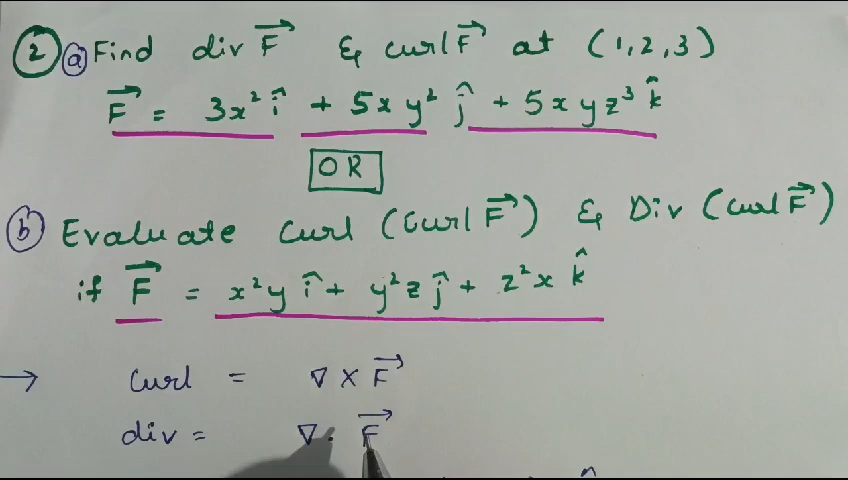 ② ⓐ Find div F⃗ & curl F⃗ at (1,2,3)
F⃗ = 3x² î + 5xy² ĵ + 5xyz³ k̂
OR
ⓑ Evaluate Curl (Curl F⃗) & Div (Curl F⃗)
if F⃗ = x²y î + y²z ĵ + z²x k̂
→ Curl = ∇ × F⃗
div = ∇ · F⃗